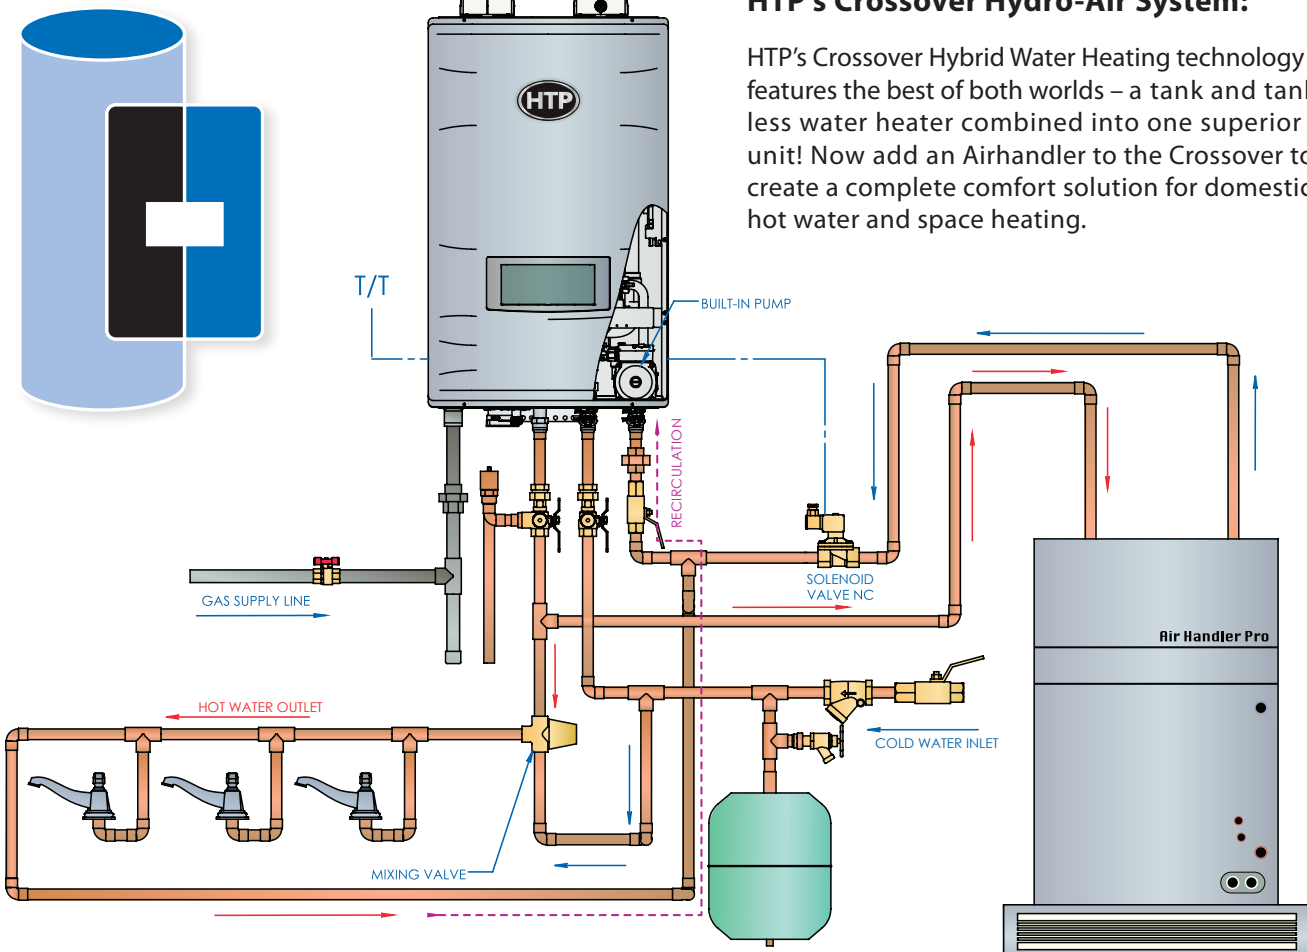 HTP's Crossover Hydro-Air System:
HTP's Crossover Hybrid Water Heating technology
features the best of both worlds – a tank and tank
less water heater combined into one superior
unit! Now add an Airhandler to the Crossover to
create a complete comfort solution for domestic
hot water and space heating.
HTP
T/T
BUILT-IN PUMP
RECIRCULATION
SOLENOID
VALVE NC
GAS SUPPLY LINE
Air Handler Pro
HOT WATER OUTLET
COLD WATER INLET
MIXING VALVE